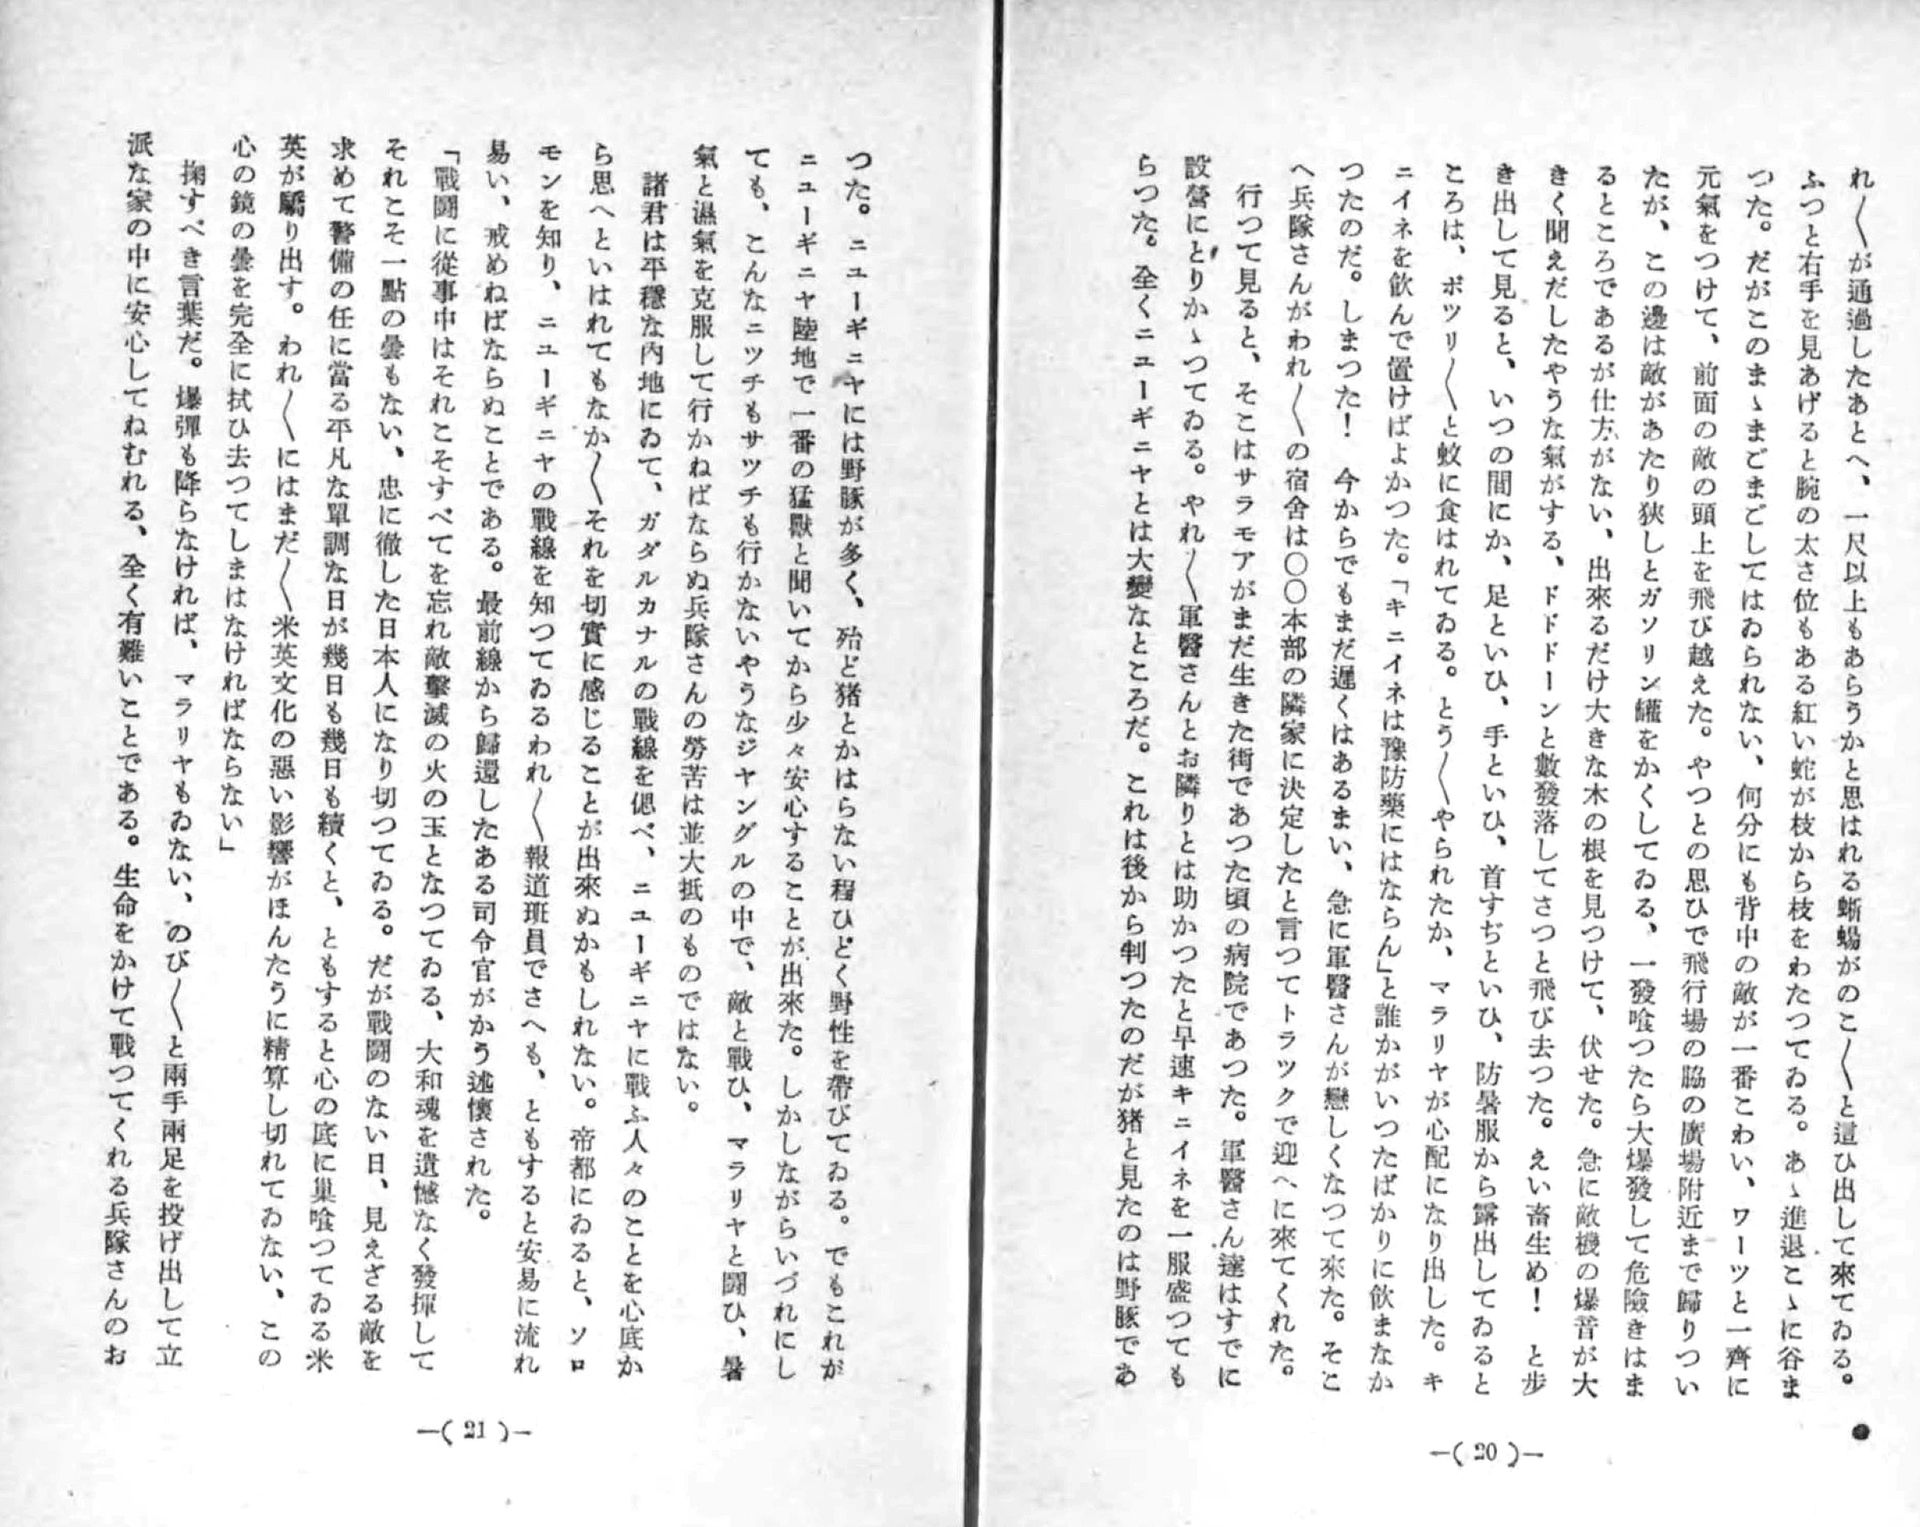 れ〱が通過したあとへ、一尺以上もあらうかと思はれる蜥蜴がのこ〱と這ひ出して來てゐる。
ふつと右手を見あげると腕の太さ位もある紅い蛇が枝から枝をわたつてゐる。あゝ進退こゝに谷ま
つた。だがこのまゝまごまごしてはゐられない、何分にも背中の敵が一番こわい、ワーツと一齊に
元氣をつけて、前面の敵の頭上を飛び越えた。やつとの思ひで飛行場の脇の廣場附近まで歸りつい
たが、この邊は敵があたり狹しとガソリン罐をかくしてゐる、一發喰つたら大爆發して危險きはま
るところであるが仕方がない、出來るだけ大きな木の根を見つけて、伏せた。急に敵機の爆音が大
きく聞えだしたやうな氣がする、ドドドーンと數發落してさつと飛び去つた。えい畜生め！　と步
き出して見ると、いつの間にか、足といひ、手といひ、首すぢといひ、防暑服から露出してゐると
ころは、ポツリ〱と蚊に食はれてゐる。とう〱やられたか、マラリヤが心配になり出した。キ
ニイネを飲んで置けばよかつた。「キニイネは豫防藥にはならん」と誰かがいつたばかりに飲まなか
つたのだ。しまつた！　今からでもまだ遲くはあるまい、急に軍醫さんが戀しくなつて來た。そこ
へ兵隊さんがわれ〱の宿舍は〇〇本部の隣家に決定したと言つてトラツクで迎へに來てくれた。
行つて見ると、そこはサラモアがまだ生きた街であつた頃の病院であつた。軍醫さん達はすでに
設營にとりかゝつてゐる。やれ〱軍醫さんとお隣りとは助かつたと早速キニイネを一服盛つても
らつた。全くニユーギニヤとは大變なところだ。これは後から判つたのだが猪と見たのは野豚であ
●
―( 20 )―
つた。ニユーギニヤには野豚が多く、殆ど猪とかはらない程ひどく野性を帶びてゐる。でもこれが
ニユーギニヤ陸地で一番の猛獸と聞いてから少々安心することが出來た。しかしながらいづれにし
ても、こんなニツチもサツチも行かないやうなジヤングルの中で、敵と戰ひ、マラリヤと鬪ひ、暑
氣と濕氣を克服して行かねばならぬ兵隊さんの勞苦は並大抵のものではない。
諸君は平穩な內地にゐて、ガダルカナルの戰線を偲べ、ニユーギニヤに戰ふ人々のことを心底か
ら思へといはれてもなか〱それを切實に感じることが出來ぬかもしれない。帝都にゐると、ソロ
モンを知り、ニユーギニヤの戰線を知つてゐるわれ〱報道班員でさへも、ともすると安易に流れ
易い、戒めねばならぬことである。最前線から歸還したある司令官がかう述懷された。
「戰鬪に從事中はそれこそすべてを忘れ敵擊滅の火の玉となつてゐる、大和魂を遺憾なく發揮して
それこそ一點の曇もない、忠に徹した日本人になり切つてゐる。だが戰鬪のない日、見えざる敵を
求めて警備の任に當る平凡な單調な日が幾日も幾日も續くと、ともすると心の底に巢喰つてゐる米
英が驕り出す。われ〱にはまだ〱米英文化の惡い影響がほんたうに精算し切れてゐない、この
心の鏡の曇を完全に拭ひ去つてしまはなければならない」
掬すべき言葉だ。爆彈も降らなければ、マラリヤもゐない、のび〱と兩手兩足を投げ出して立
派な家の中に安心してねむれる、全く有難いことである。生命をかけて戰つてくれる兵隊さんのお
―( 21 )―